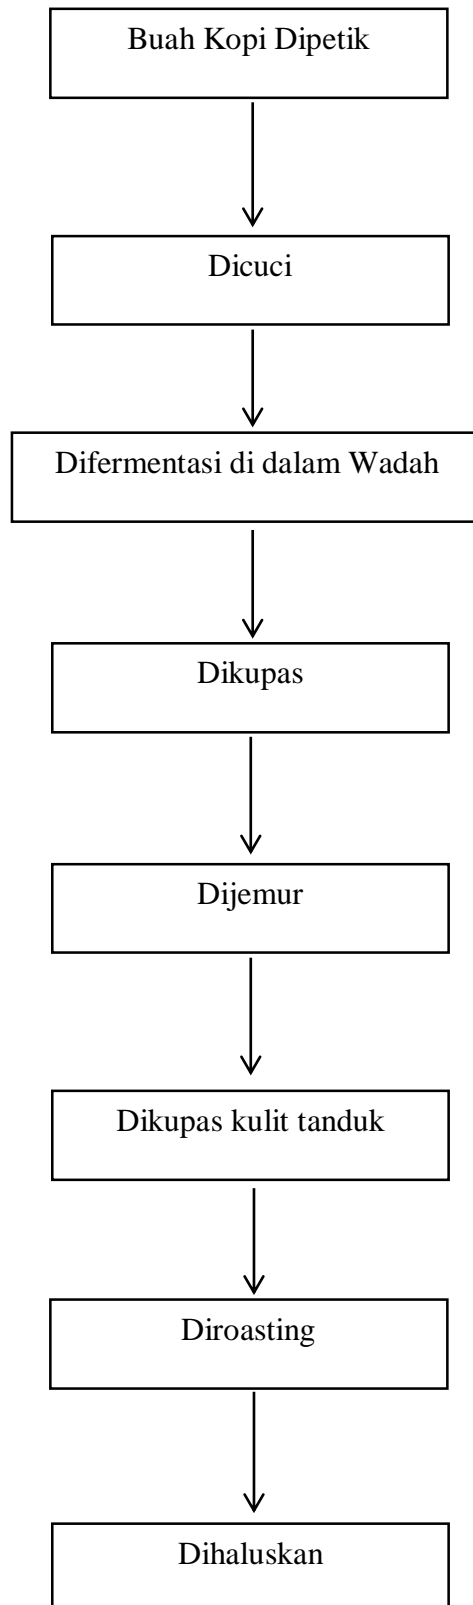 Buah Kopi Dipetik
Dicuci
Difermentasi di dalam Wadah
Dikupas
Dijemur
Dikupas kulit tanduk
Diroasting
Dihaluskan